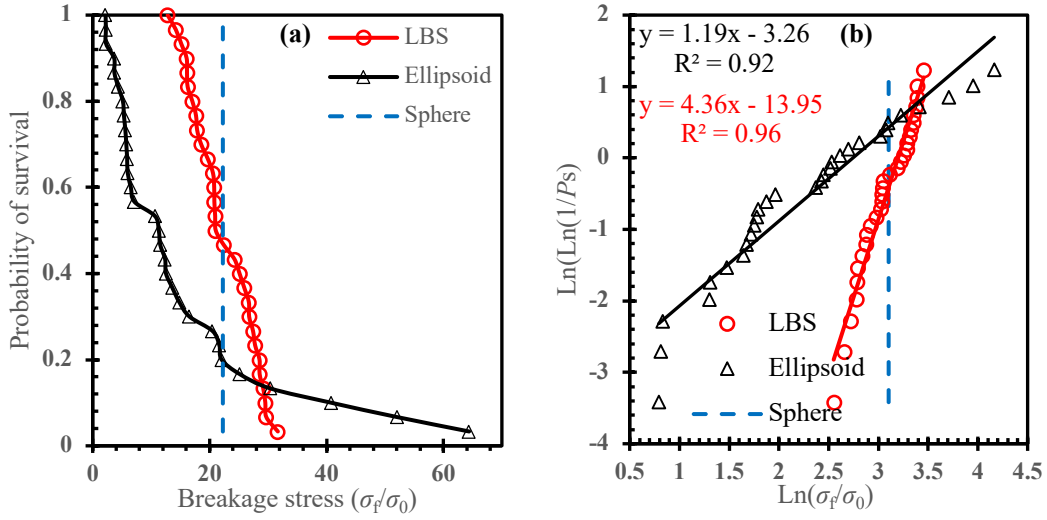 (a)
LBS
Ellipsoid
Sphere
1
0.8
0.6
0.4
0.2
0
0
20
40
60
Probability of survival
Breakage stress (σf/σ0)
y = 1.19x - 3.26
R² = 0.92
(b)
y = 4.36x - 13.95
R² = 0.96
LBS
Ellipsoid
Sphere
2
1
0
-1
-2
-3
-4
0.5
1
1.5
2
2.5
3
3.5
4
4.5
Ln(Ln(1/Ps)
Ln(σf/σ0)